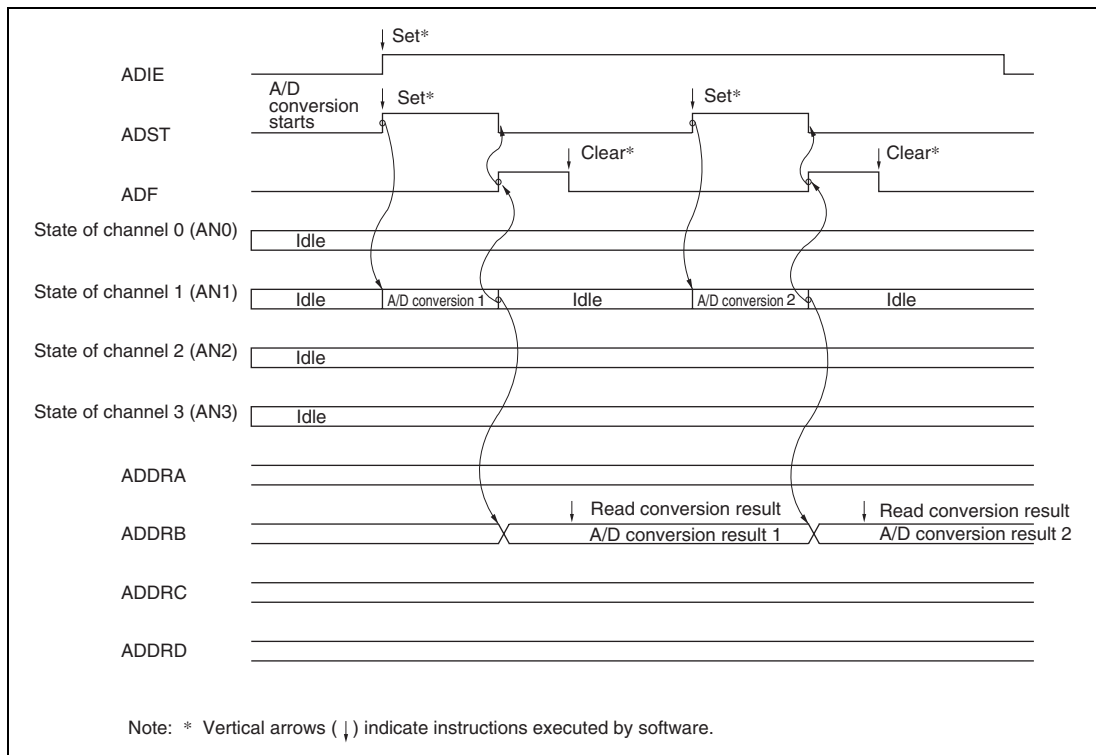 Set*
ADIE
A/D
conversion
starts
Set*
Set*
ADST
Clear*
Clear*
ADF
State of channel 0 (AN0)
Idle
State of channel 1 (AN1)
Idle
A/D conversion 1
Idle
A/D conversion 2
Idle
State of channel 2 (AN2)
Idle
State of channel 3 (AN3)
Idle
ADDRA
Read conversion result
Read conversion result
ADDRB
A/D conversion result 1
A/D conversion result 2
ADDRC
ADDRD
Note: * Vertical arrows (↓) indicate instructions executed by software.